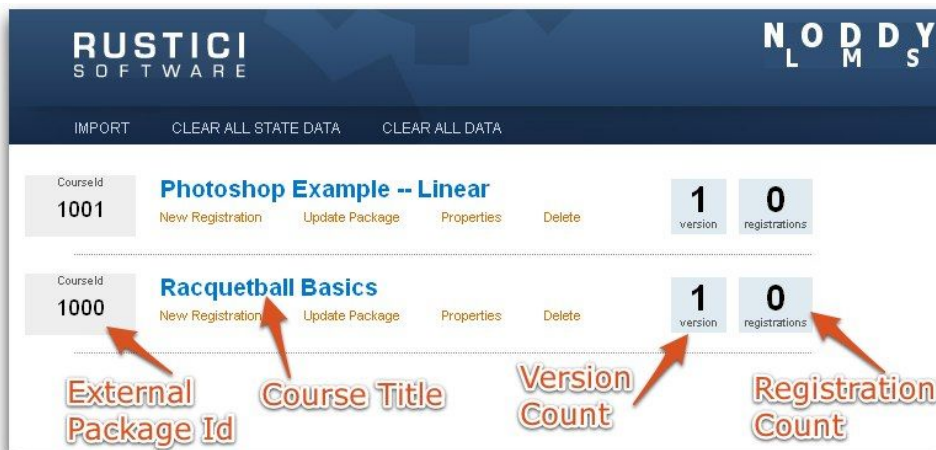 RUSTICI
SOFTWARE
NODDY
LMS
IMPORT CLEAR ALL STATE DATA CLEAR ALL DATA
CourseId
1001
Photoshop Example -- Linear
New Registration Update Package Properties Delete
1
version
0
registrations
CourseId
1000
Racquetball Basics
New Registration Update Package Properties Delete
1
version
0
registrations
External
Package Id
Course Title
Version
Count
Registration
Count